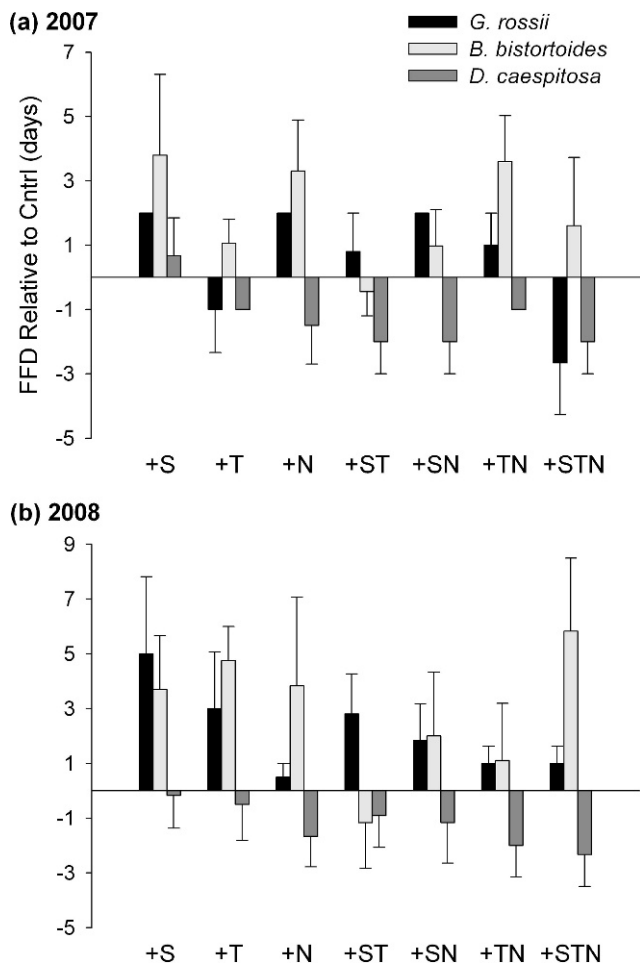 (a) 2007
G. rossii
B. bistortoides
D. caespitosa
FFD Relative to Cntrl (days)
7
5
3
1
-1
-3
-5
+S +T +N +ST +SN +TN +STN
(b) 2008
9
7
5
3
1
-1
-3
-5
+S +T +N +ST +SN +TN +STN